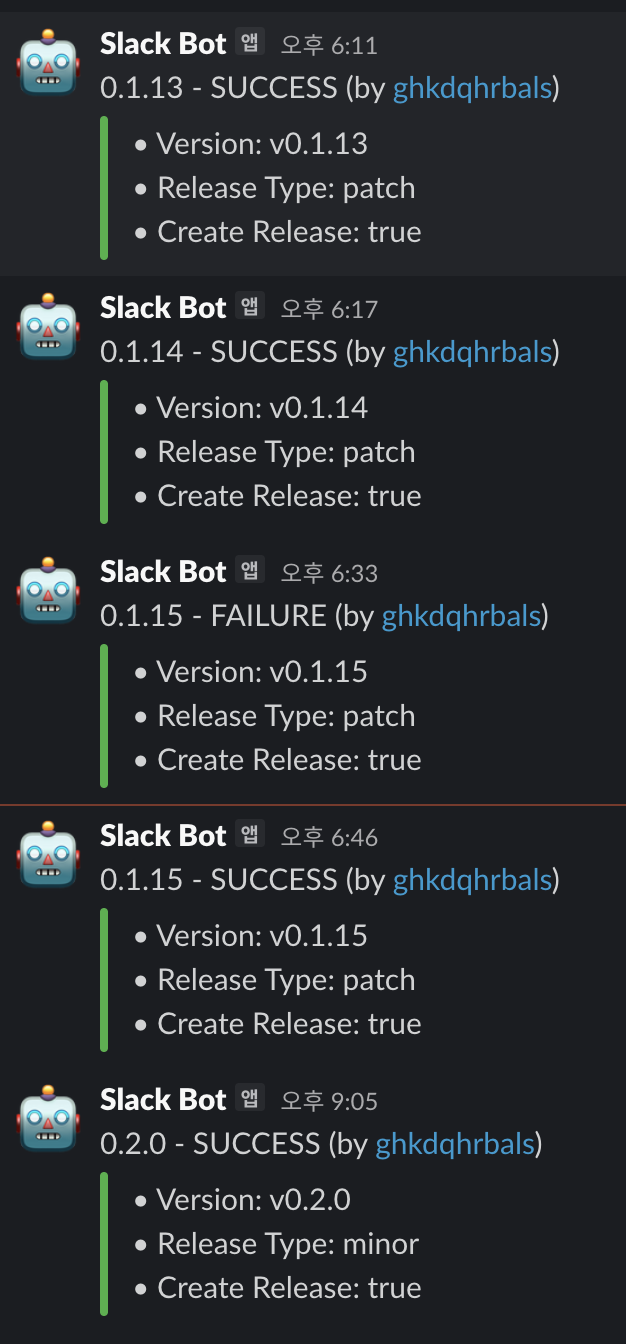 Slack Bot 앱 오후 6:11
0.1.13 - SUCCESS (by ghkdqhrbals)
• Version: v0.1.13
• Release Type: patch
• Create Release: true
Slack Bot 앱 오후 6:17
0.1.14 - SUCCESS (by ghkdqhrbals)
• Version: v0.1.14
• Release Type: patch
• Create Release: true
Slack Bot 앱 오후 6:33
0.1.15 - FAILURE (by ghkdqhrbals)
• Version: v0.1.15
• Release Type: patch
• Create Release: true
Slack Bot 앱 오후 6:46
0.1.15 - SUCCESS (by ghkdqhrbals)
• Version: v0.1.15
• Release Type: patch
• Create Release: true
Slack Bot 앱 오후 9:05
0.2.0 - SUCCESS (by ghkdqhrbals)
• Version: v0.2.0
• Release Type: minor
• Create Release: true